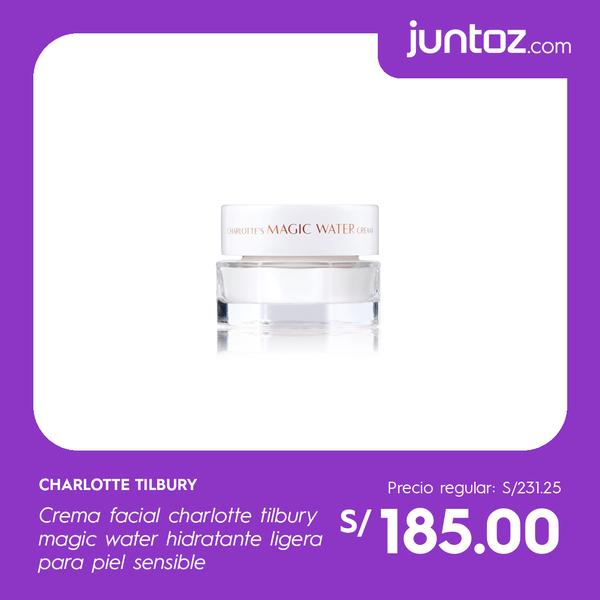 juntoz.com
CHARLOTTE'S MAGIC WATER CREAM
CHARLOTTE TILBURY
Crema facial charlotte tilbury
magic water hidratante ligera
para piel sensible
Precio regular: S/231.25
S/185.00